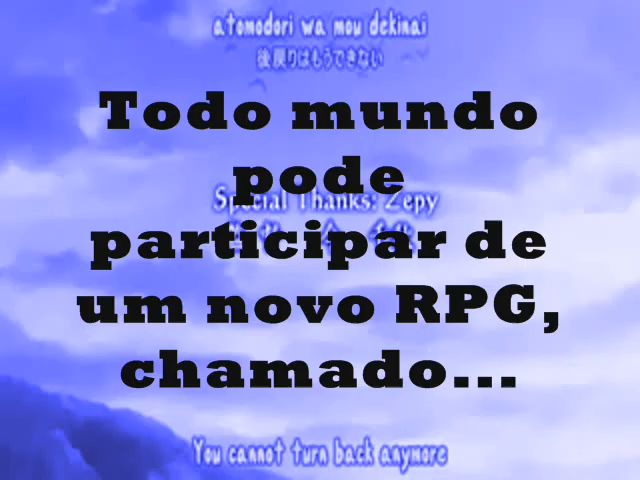 atomodori wa mou dekinai
後戻りはもうできない
Todo mundo
pode
Special Thanks: Zepy
participar de
um novo RPG,
chamado...
You cannot turn back anymore